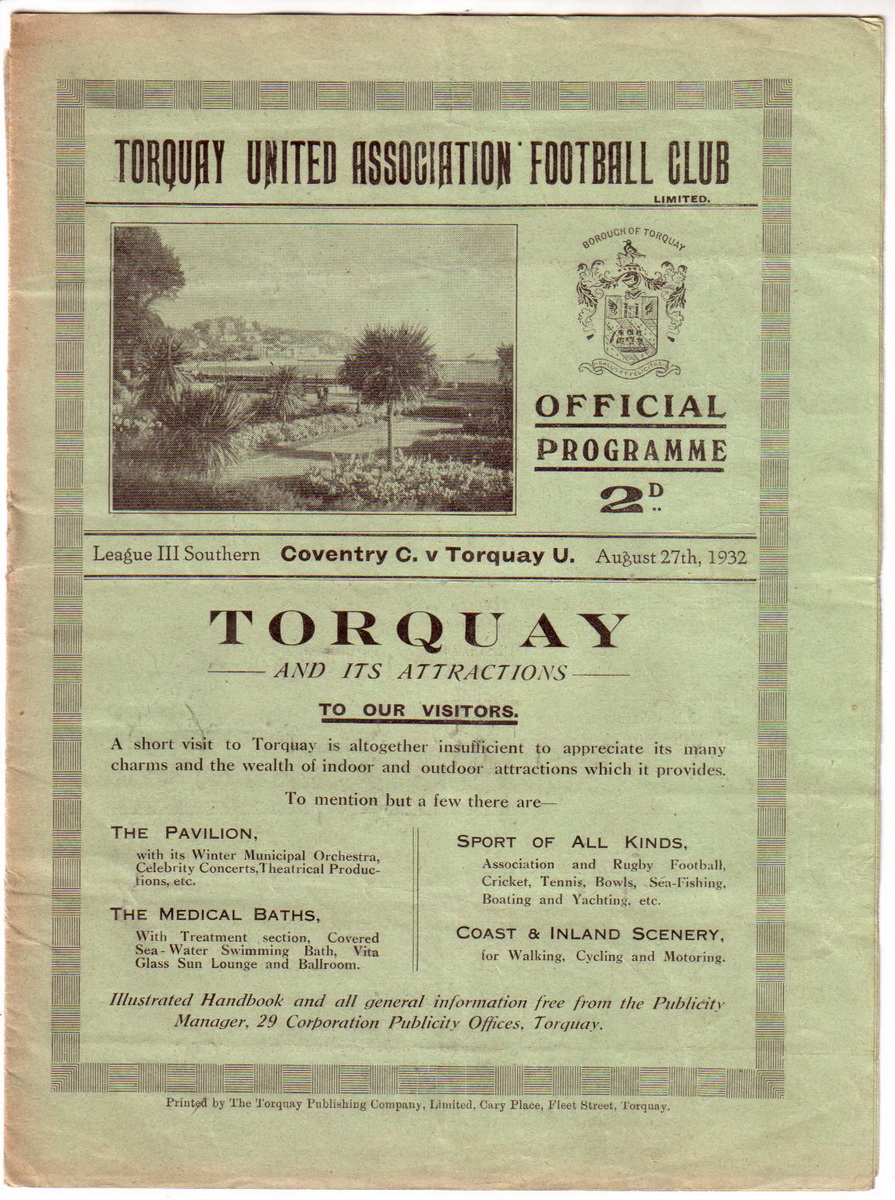 TORQUAY UNITED ASSOCIATION FOOTBALL CLUB
LIMITED.
BOROUGH OF TORQUAY
SALUS ET FELICITAS
OFFICIAL
PROGRAMME
2D
League III Southern Coventry C. v Torquay U. August 27th, 1932
TORQUAY
AND ITS ATTRACTIONS
TO OUR VISITORS.
A short visit to Torquay is altogether insufficient to appreciate its many
charms and the wealth of indoor and outdoor attractions which it provides.
To mention but a few there are—
THE PAVILION,
with its Winter Municipal Orchestra,
Celebrity Concerts, Theatrical Produc-
tions, etc.
THE MEDICAL BATHS,
With Treatment section, Covered
Sea-Water Swimming Bath, Vita
Glass Sun Lounge and Ballroom.
SPORT OF ALL KINDS,
Association and Rugby Football,
Cricket, Tennis, Bowls, Sea-Fishing,
Boating and Yachting, etc.
COAST & INLAND SCENERY,
for Walking, Cycling and Motoring.
Illustrated Handbook and all general information free from the Publicity
Manager, 29 Corporation Publicity Offices, Torquay.
Printed by The Torquay Publishing Company, Limited, Cary Place, Fleet Street, Torquay.